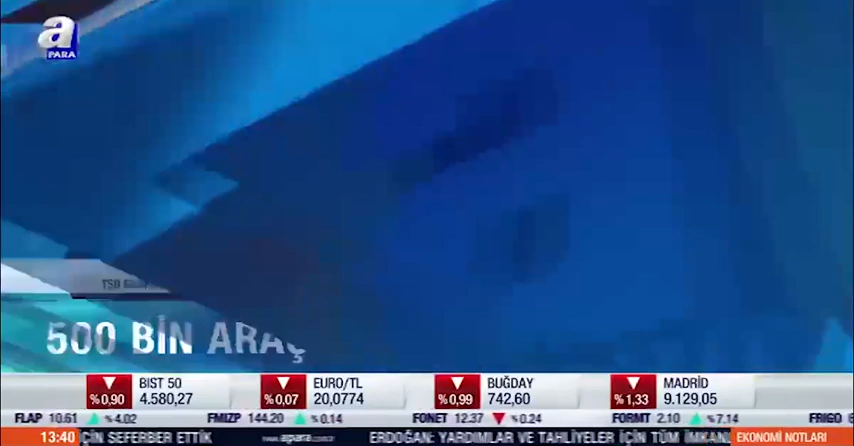 a
PARA
TSB
500 BİN ARAÇ
BIST 50
%0,90 4.580,27
EURO/TL
%0,07 20,0774
BUĞDAY
%0,99 742,60
MADRİD
%1,33 9.129,05
FLAP 10.61 %4.02 FMIZP 144.20 %0.14 FONET 12.37 %0.24 FORMT 2.10 %7.14 FRIGO
13:40 ÇİN SEFERBER ETTİK www.apara.com.tr ERDOĞAN: YARDIMLAR VE TAHLİYELER İÇİN TÜM İMKANL EKONOMİ NOTLARI